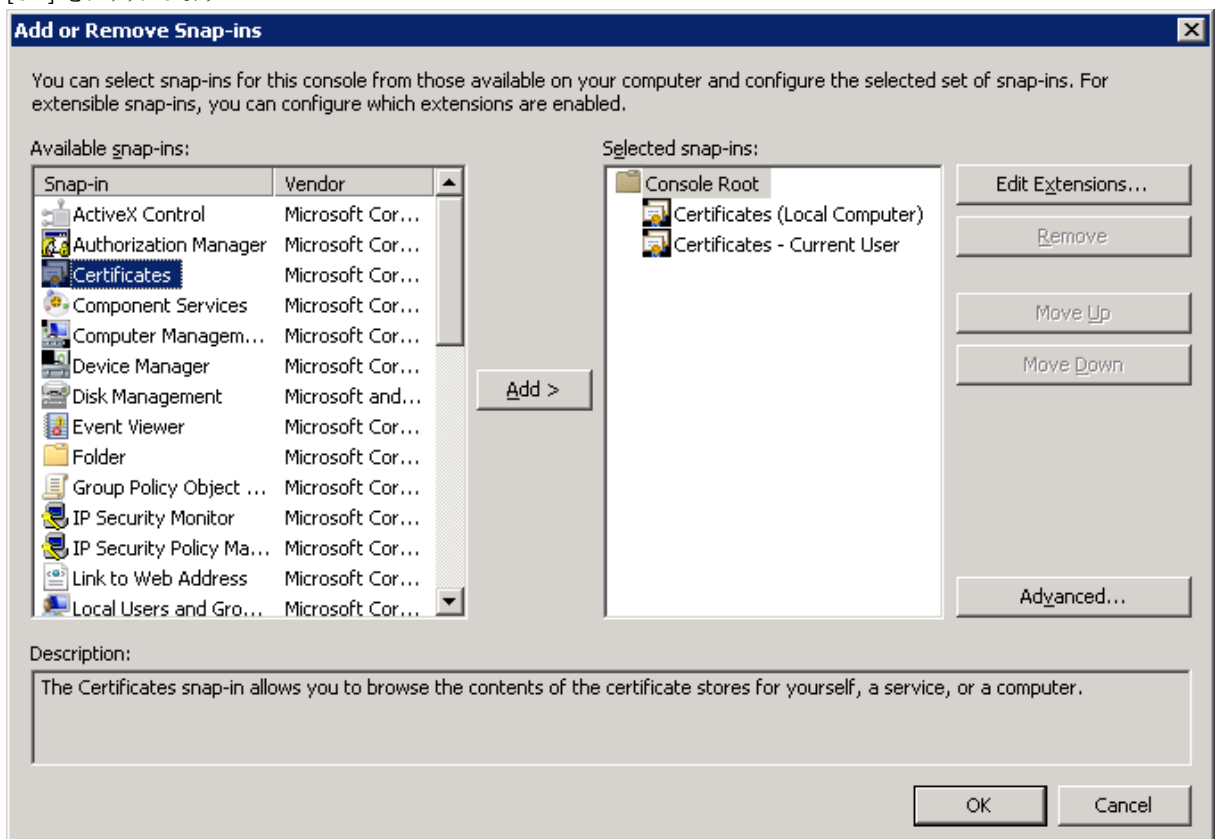 Add or Remove Snap-ins
You can select snap-ins for this console from those available on your computer and configure the selected set of snap-ins. For
extensible snap-ins, you can configure which extensions are enabled.
Available snap-ins:
Snap-in Vendor
ActiveX Control Microsoft Cor...
Authorization Manager Microsoft Cor...
Certificates Microsoft Cor...
Component Services Microsoft Cor...
Computer Managem... Microsoft Cor...
Device Manager Microsoft Cor...
Disk Management Microsoft and...
Event Viewer Microsoft Cor...
Folder Microsoft Cor...
Group Policy Object ... Microsoft Cor...
IP Security Monitor Microsoft Cor...
IP Security Policy Ma... Microsoft Cor...
Link to Web Address Microsoft Cor...
Local Users and Gro... Microsoft Cor...
Add >
Selected snap-ins:
Console Root
Certificates (Local Computer)
Certificates - Current User
Edit Extensions...
Remove
Move Up
Move Down
Advanced...
Description:
The Certificates snap-in allows you to browse the contents of the certificate stores for yourself, a service, or a computer.
OK Cancel